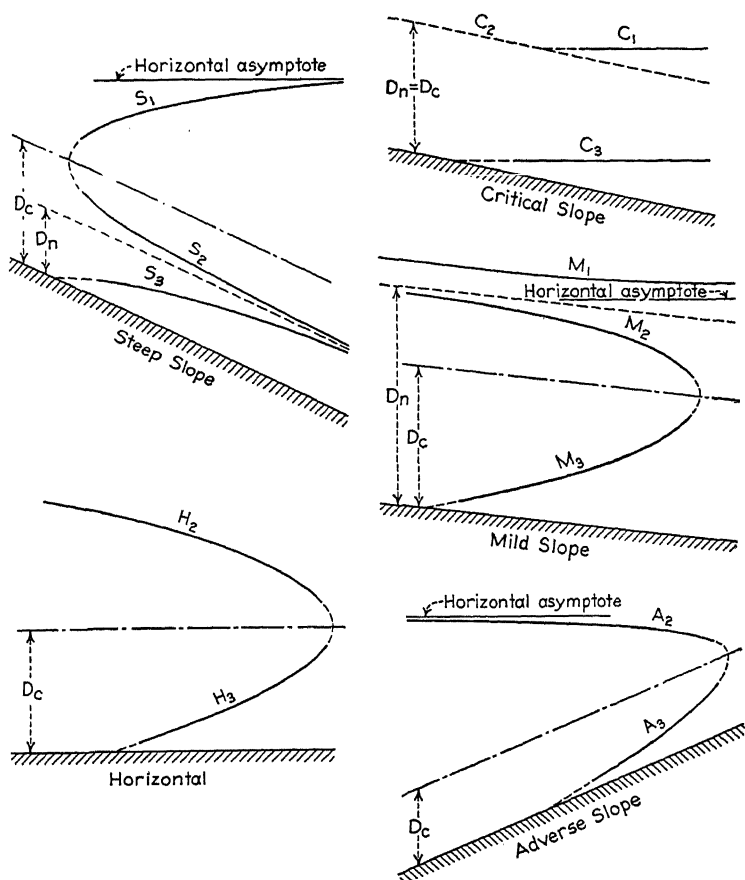 Horizontal asymptote
S1
Dc
Dn
S2
S3
Steep Slope
C2
C1
Dn=Dc
C3
Critical Slope
M1
Horizontal asymptote
M2
Dn
Dc
M3
Mild Slope
H2
Dc
H3
Horizontal
Horizontal asymptote
A2
A3
Dc
Adverse Slope